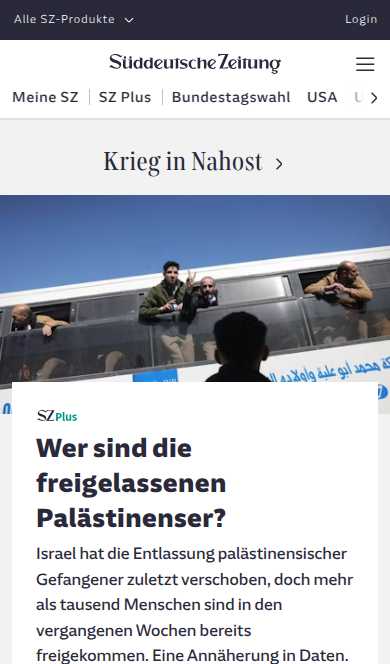 Alle SZ-Produkte
Login
Süddeutsche Zeitung
Meine SZ
SZ Plus
Bundestagswahl
USA
Krieg in Nahost
SZ Plus
Wer sind die
freigelassenen
Palästinenser?
Israel hat die Entlassung palästinensischer
Gefangener zuletzt verschoben, doch mehr
als tausend Menschen sind in den
vergangenen Wochen bereits
freigekommen. Eine Annäherung in Daten.